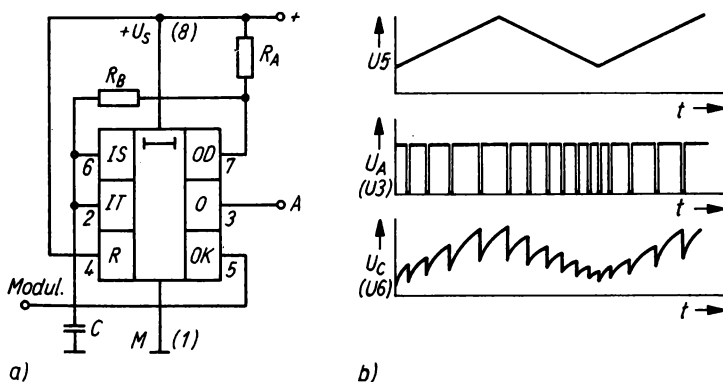 +U_S (8) +
R_A
R_B
6 IS OD 7
2 IT O 3 A
4 R OK 5
Modul.
C M (1)
a)
U5
t
U_A
(U3)
t
U_C
(U6)
t
b)